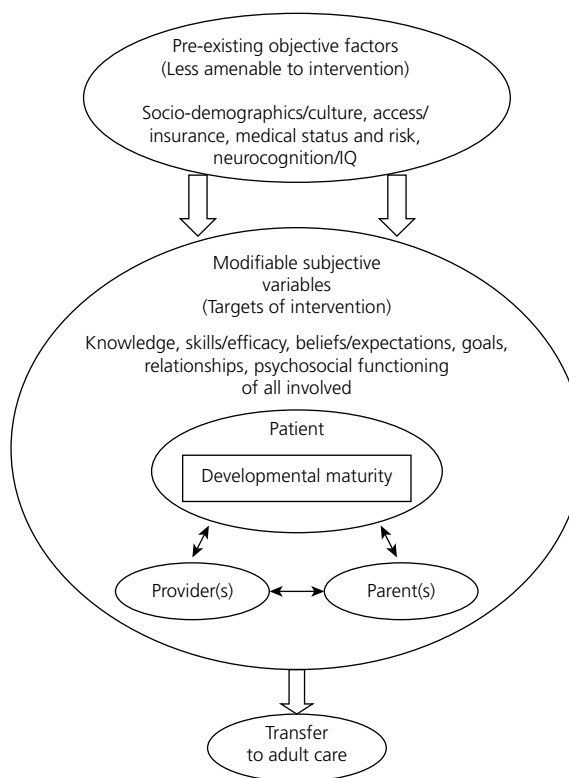 Pre-existing objective factors
(Less amenable to intervention)
Socio-demographics/culture, access/
insurance, medical status and risk,
neurocognition/IQ
Modifiable subjective
variables
(Targets of intervention)
Knowledge, skills/efficacy, beliefs/expectations, goals,
relationships, psychosocial functioning
of all involved
Patient
Developmental maturity
Provider(s)
Parent(s)
Transfer
to adult care